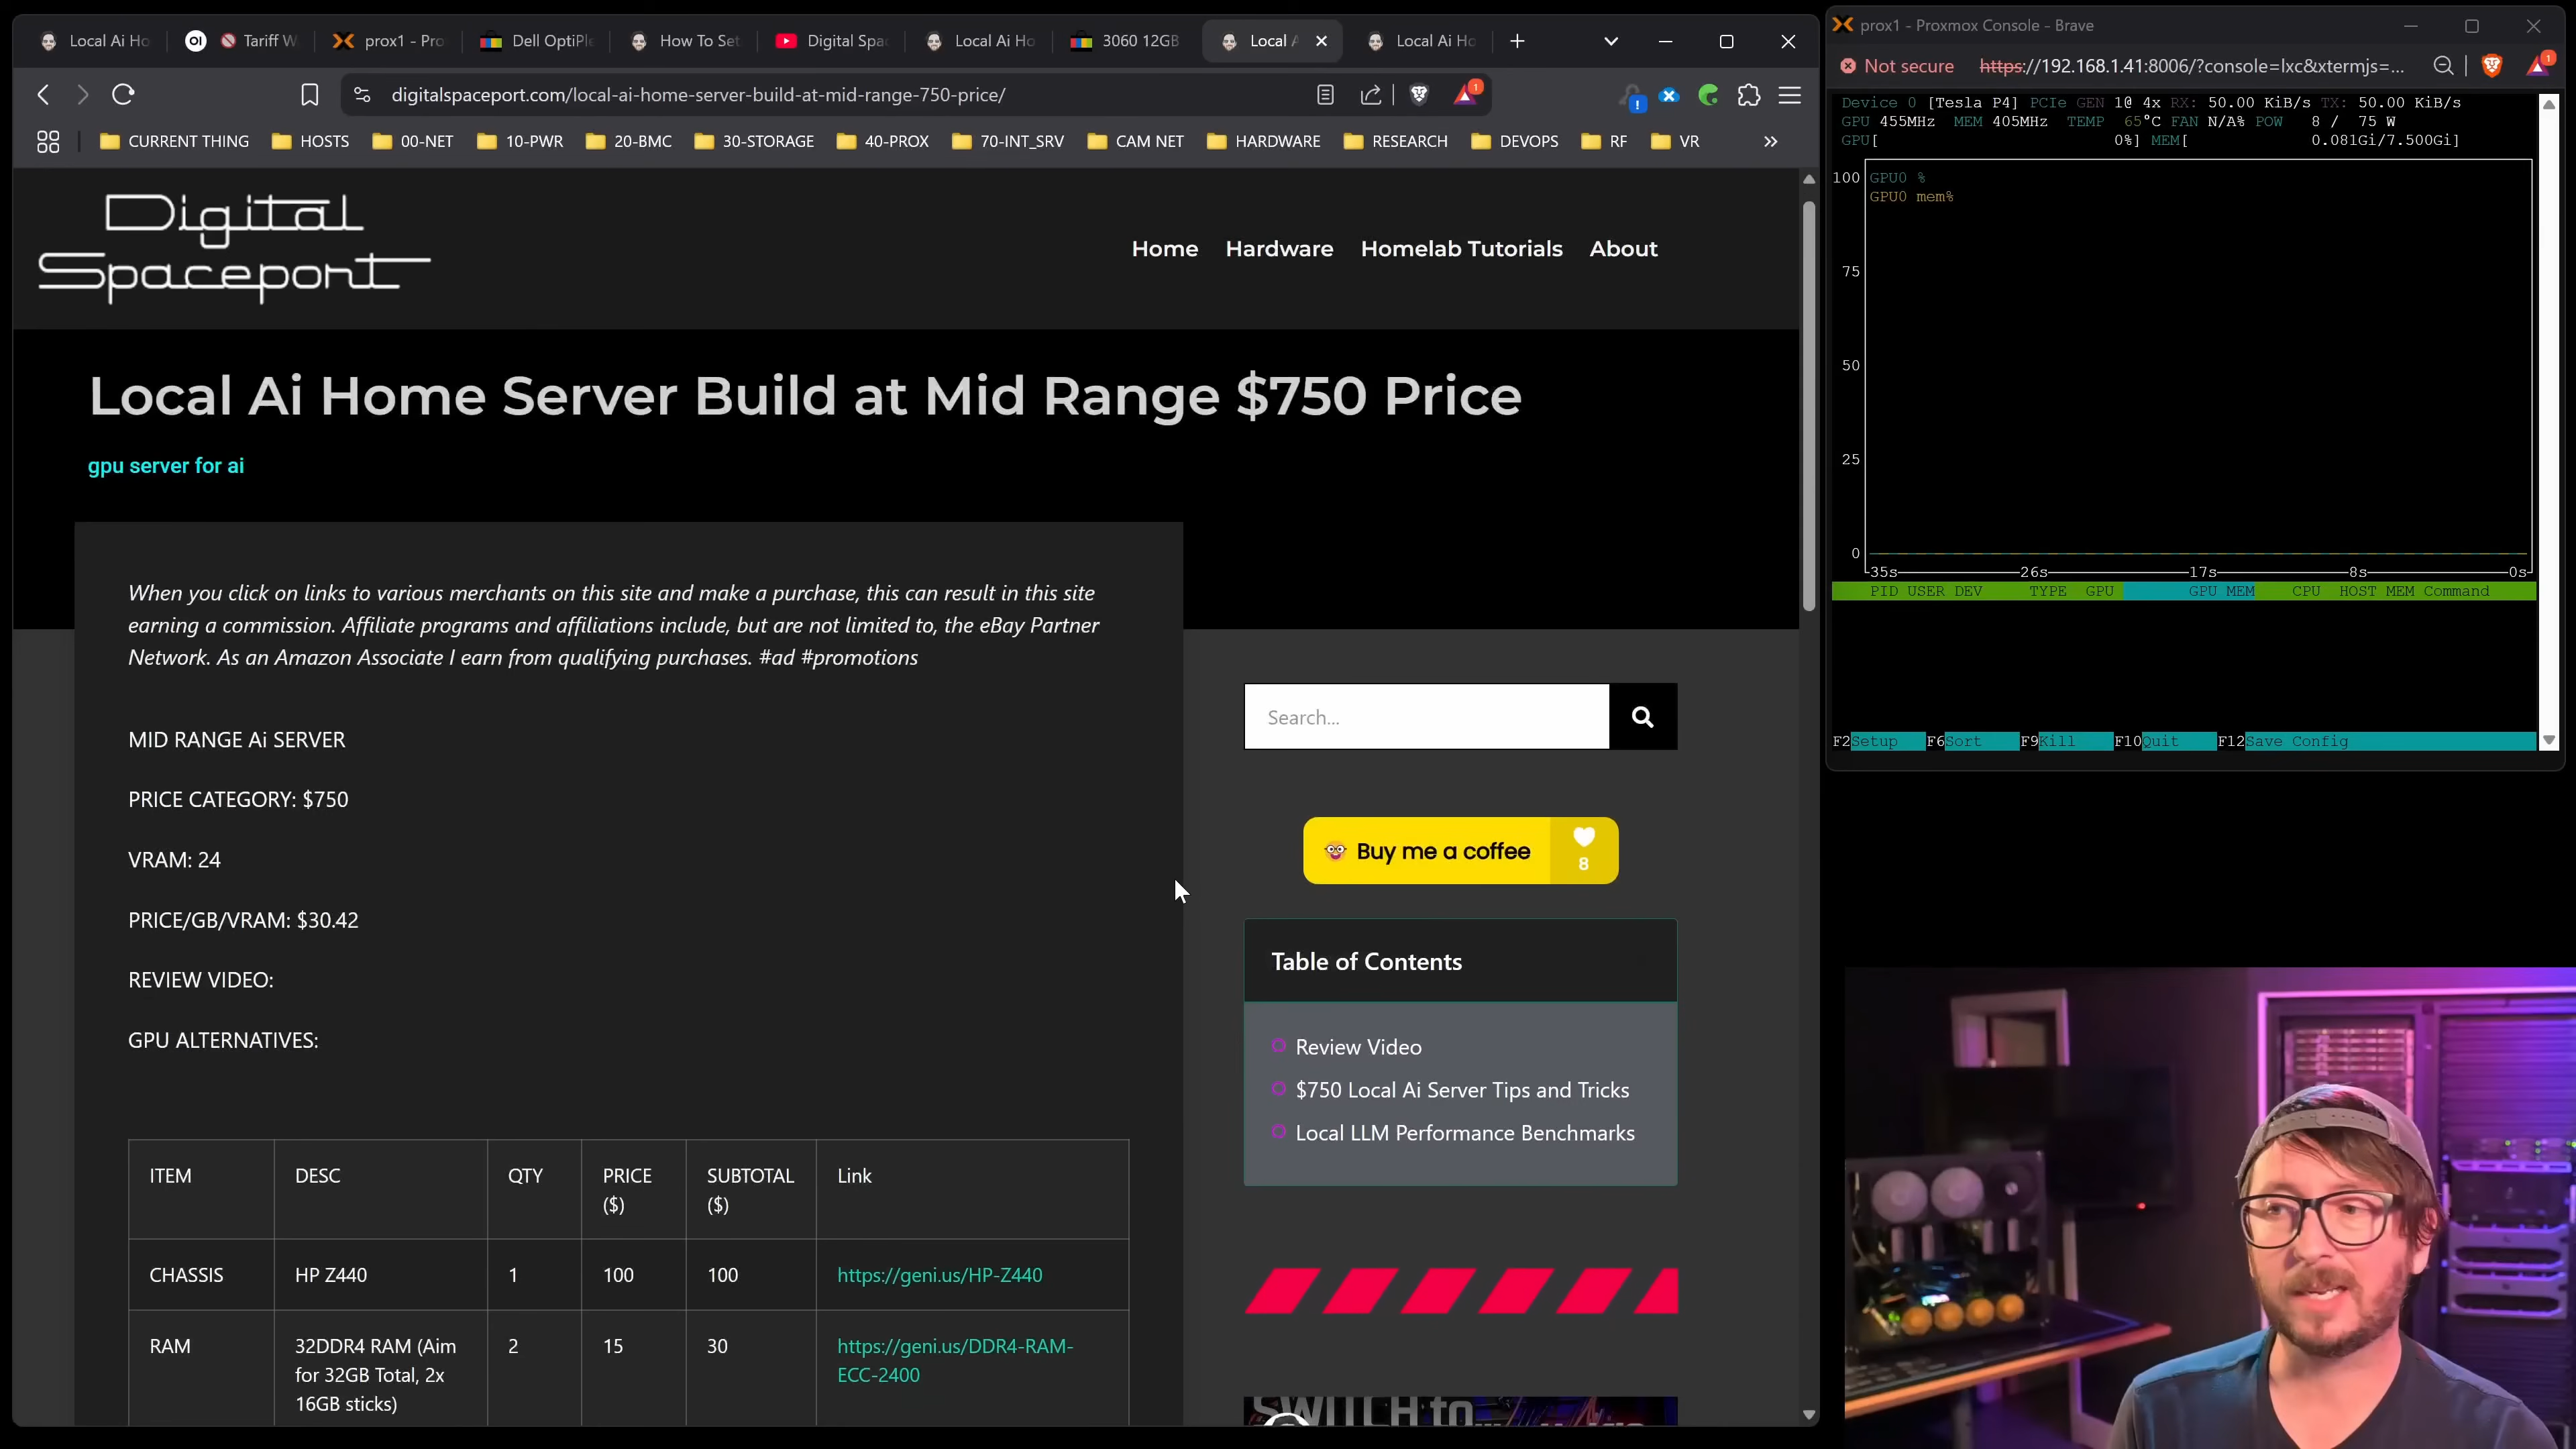 Local Ai Ho
OI
Tariff W
prox1 - Pro
Dell OptiPle
How To Set
Digital Spac
Local Ai Ho
3060 12GB
Local A
Local Ai Ho
digitalspaceport.com/local-ai-home-server-build-at-mid-range-750-price/
1
CURRENT THING
HOSTS
00-NET
10-PWR
20-BMC
30-STORAGE
40-PROX
70-INT_SRV
CAM NET
HARDWARE
RESEARCH
DEVOPS
RF
VR
Digital
Spaceport
Home
Hardware
Homelab Tutorials
About
Local Ai Home Server Build at Mid Range $750 Price
gpu server for ai
When you click on links to various merchants on this site and make a purchase, this can result in this site
earning a commission. Affiliate programs and affiliations include, but are not limited to, the eBay Partner
Network. As an Amazon Associate I earn from qualifying purchases. #ad #promotions
MID RANGE Ai SERVER
PRICE CATEGORY: $750
VRAM: 24
PRICE/GB/VRAM: $30.42
REVIEW VIDEO:
GPU ALTERNATIVES:
ITEM DESC QTY PRICE SUBTOTAL Link
($) ($)
CHASSIS HP Z440 1 100 100 https://geni.us/HP-Z440
RAM 32DDR4 RAM (Aim 2 15 30 https://geni.us/DDR4-RAM-
for 32GB Total, 2x ECC-2400
16GB sticks)
Search...
Buy me a coffee
8
Table of Contents
Review Video
$750 Local Ai Server Tips and Tricks
Local LLM Performance Benchmarks
SWITCH to
prox1 - Proxmox Console - Brave
Not secure
https://192.168.1.41:8006/?console=lxc&xtermjs=...
1
Device 0 [Tesla P4] PCIe GEN 1@ 4x RX: 50.00 KiB/s TX: 50.00 KiB/s
GPU 455MHz MEM 405MHz TEMP 65°C FAN N/A% POW 8 / 75 W
GPU[ 0%] MEM[ 0.081Gi/7.500Gi]
100
GPU0 %
GPU0 mem%
75
50
25
0
35s 26s 17s 8s 0s
PID USER DEV TYPE GPU GPU MEM CPU HOST MEM Command
F2Setup F6Sort F9Kill F10Quit F12Save Config